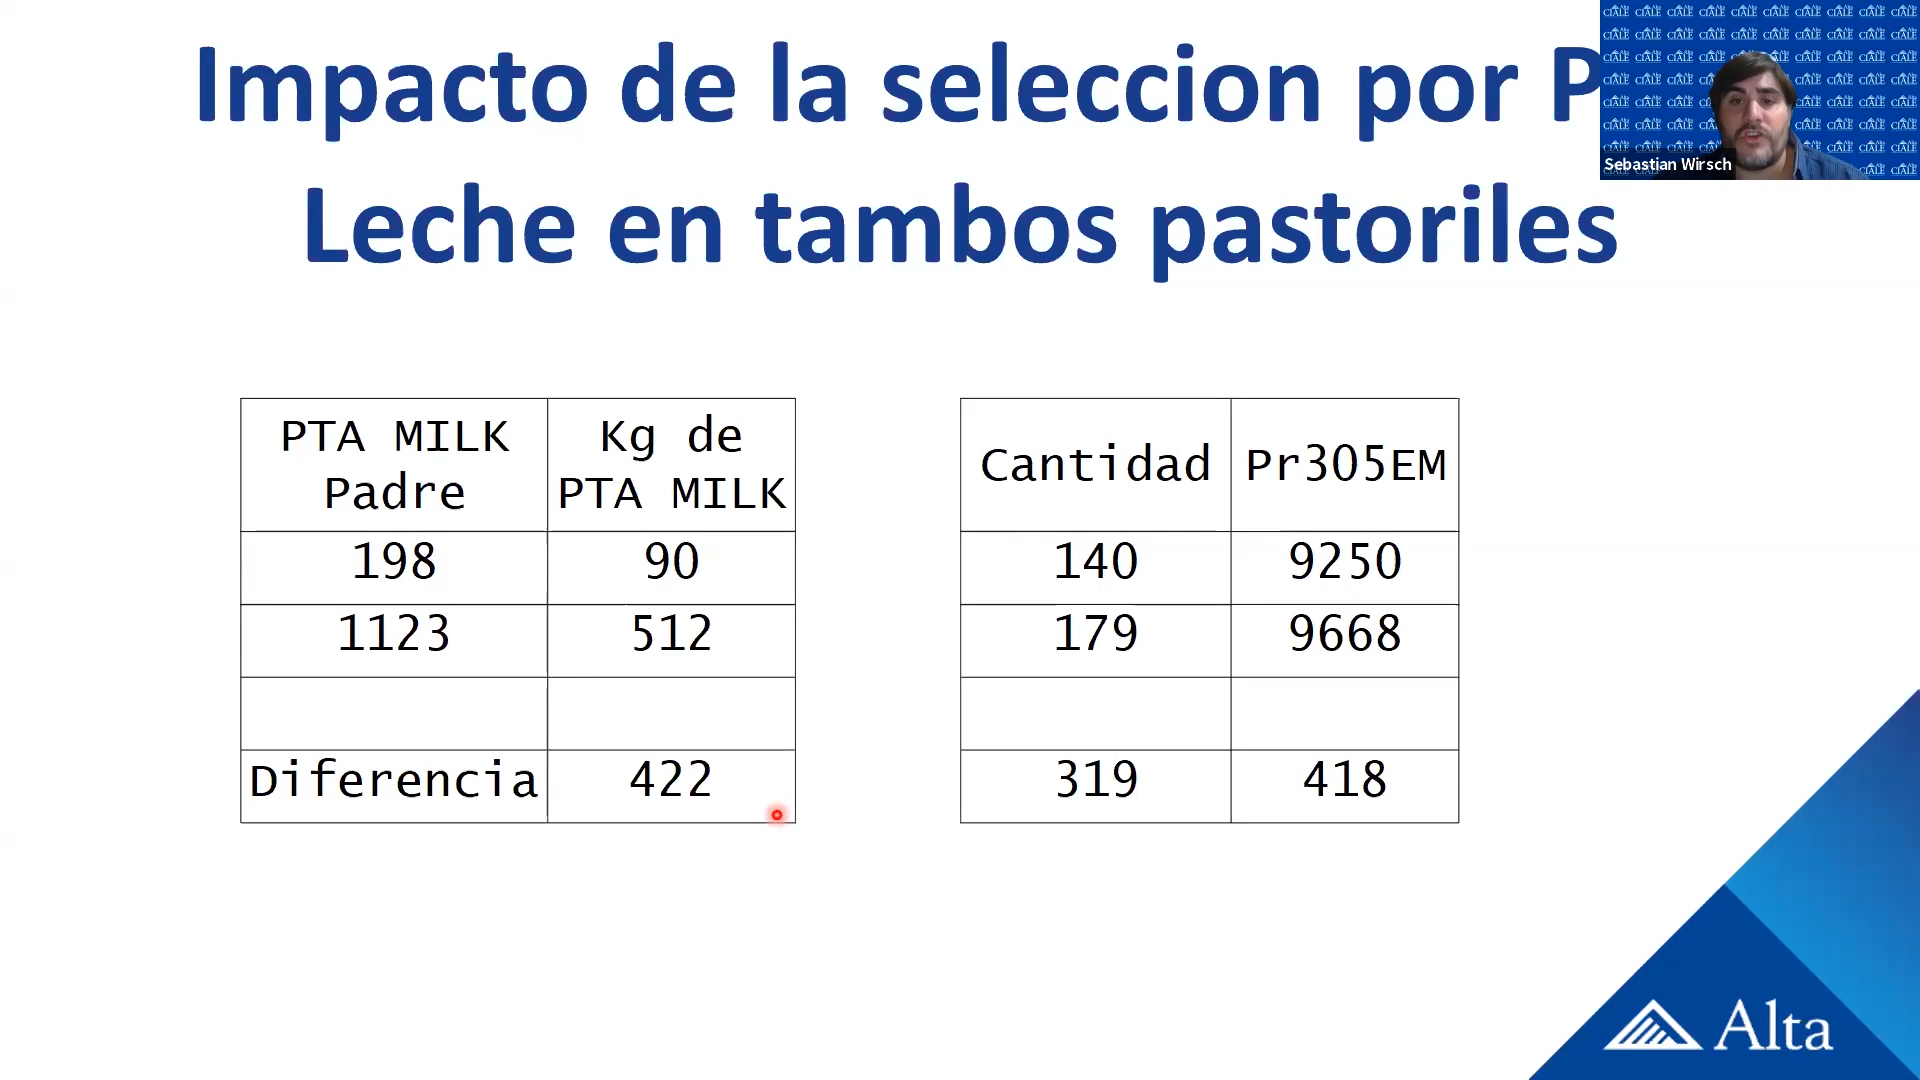 Impacto de la seleccion por P
Leche en tambos pastoriles
Sebastian Wirsch
PTA MILK Padre Kg de PTA MILK
198 90
1123 512
Diferencia 422
Cantidad Pr305EM
140 9250
179 9668
319 418
Alta
CIALE